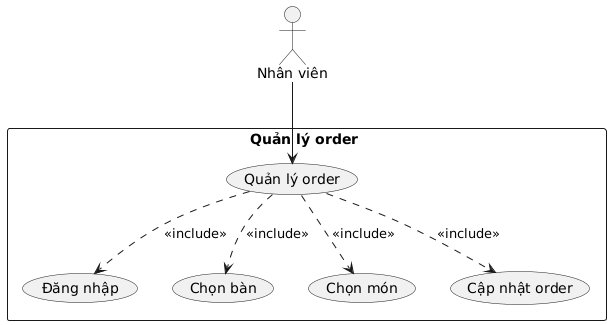 Nhân viên
Quản lý order
Quản lý order
«include»
«include»
«include»
«include»
Đăng nhập
Chọn bàn
Chọn món
Cập nhật order